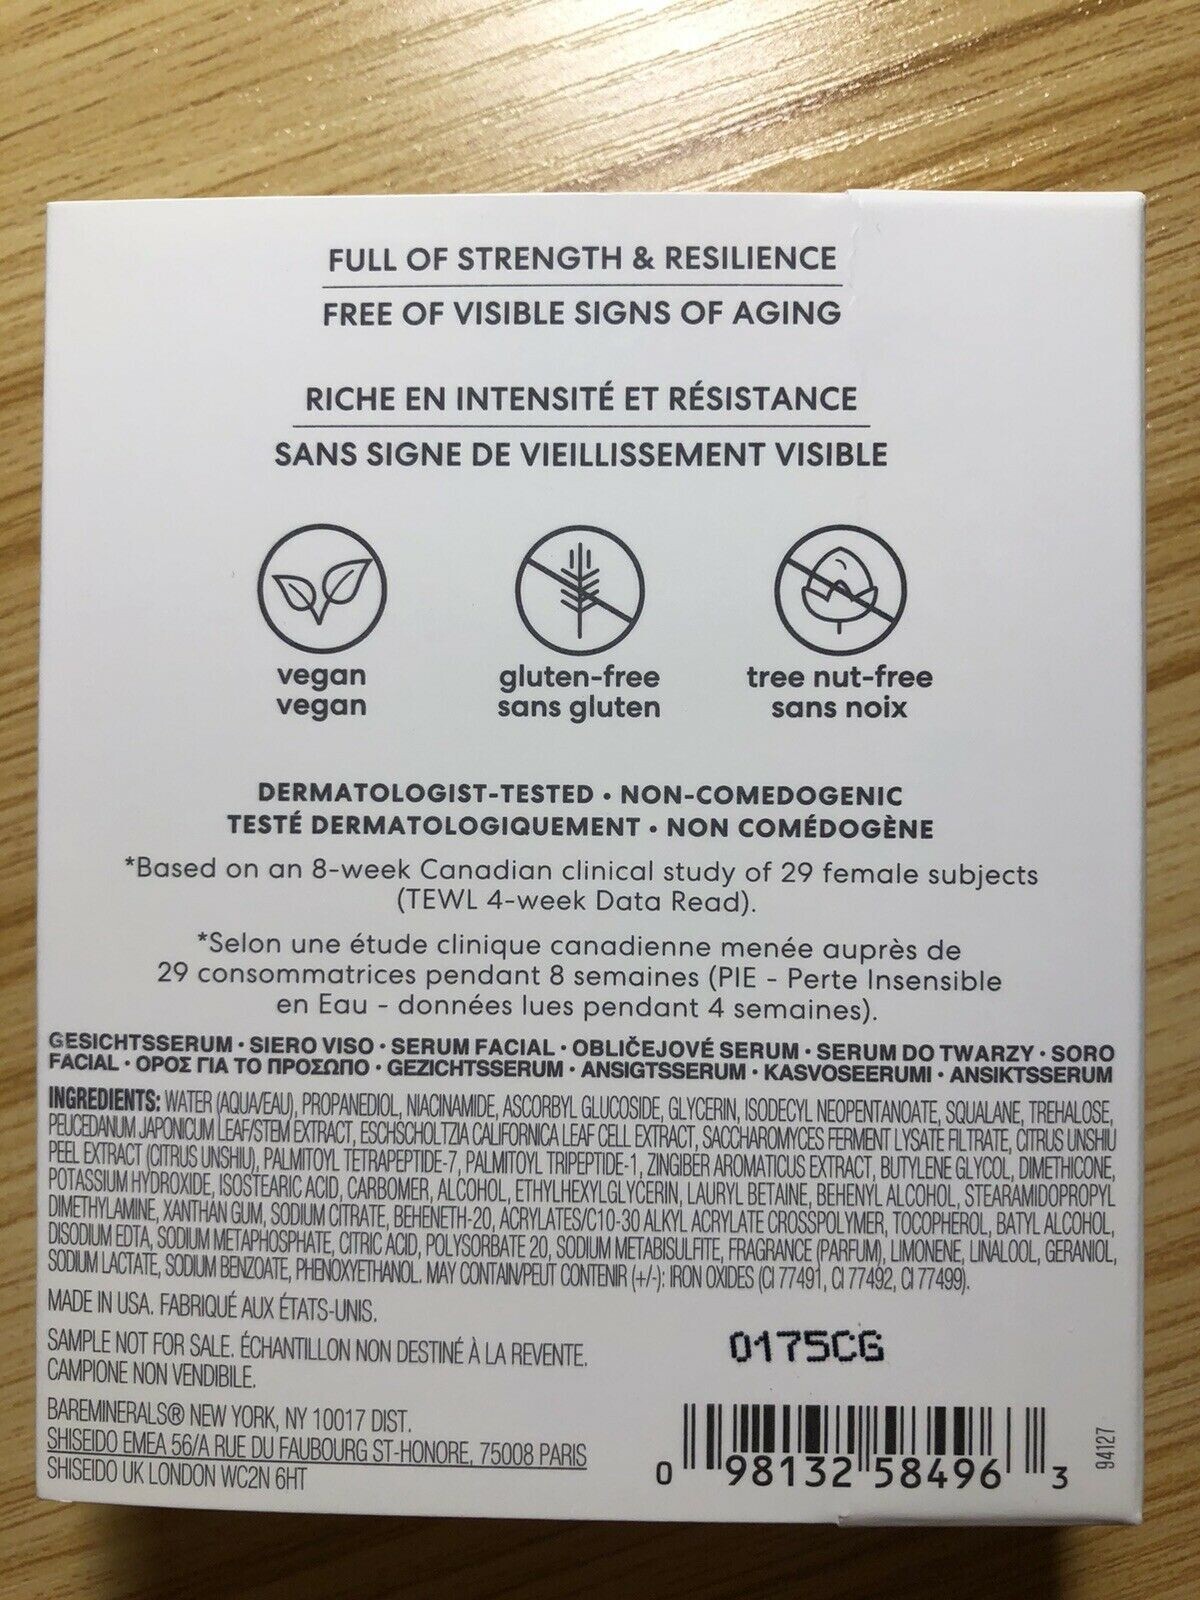 FULL OF STRENGTH & RESILIENCE
FREE OF VISIBLE SIGNS OF AGING
RICHE EN INTENSITÉ ET RÉSISTANCE
SANS SIGNE DE VIEILLISSEMENT VISIBLE
vegan
vegan
gluten-free
sans gluten
tree nut-free
sans noix
DERMATOLOGIST-TESTED • NON-COMEDOGENIC
TESTÉ DERMATOLOGIQUEMENT • NON COMÉDOGÈNE
*Based on an 8-week Canadian clinical study of 29 female subjects
(TEWL 4-week Data Read).
*Selon une étude clinique canadienne menée auprès de
29 consommatrices pendant 8 semaines (PIE - Perte Insensible
en Eau - données lues pendant 4 semaines).
GESICHTSSERUM • SIERO VISO • SERUM FACIAL • OBLIČEJOVÉ SERUM • SERUM DO TWARZY • SORO
FACIAL • ΟΡΟΣ ΓΙΑ ΤΟ ΠΡΟΣΩΠΟ • GEZICHTSSERUM • ANSIGTSSERUM • KASVOSEERUMI • ANSIKTSSERUM
INGREDIENTS: WATER (AQUA/EAU), PROPANEDIOL, NIACINAMIDE, ASCORBYL GLUCOSIDE, GLYCERIN, ISODECYL NEOPENTANOATE, SQUALANE, TREHALOSE,
PEUCEDANUM JAPONICUM LEAF/STEM EXTRACT, ESCHSCHOLTZIA CALIFORNICA LEAF CELL EXTRACT, SACCHAROMYCES FERMENT LYSATE FILTRATE, CITRUS UNSHIU
PEEL EXTRACT (CITRUS UNSHIU), PALMITOYL TETRAPEPTIDE-7, PALMITOYL TRIPEPTIDE-1, ZINGIBER AROMATICUS EXTRACT, BUTYLENE GLYCOL, DIMETHICONE,
POTASSIUM HYDROXIDE, ISOSTEARIC ACID, CARBOMER, ALCOHOL, ETHYLHEXYLGLYCERIN, LAURYL BETAINE, BEHENYL ALCOHOL, STEARAMIDOPROPYL
DIMETHYLAMINE, XANTHAN GUM, SODIUM CITRATE, BEHENETH-20, ACRYLATES/C10-30 ALKYL ACRYLATE CROSSPOLYMER, TOCOPHEROL, BATYL ALCOHOL,
DISODIUM EDTA, SODIUM METAPHOSPHATE, CITRIC ACID, POLYSORBATE 20, SODIUM METABISULFITE, FRAGRANCE (PARFUM), LIMONENE, LINALOOL, GERANIOL,
SODIUM LACTATE, SODIUM BENZOATE, PHENOXYETHANOL. MAY CONTAIN/PEUT CONTENIR (+/-): IRON OXIDES (CI 77491, CI 77492, CI 77499).
MADE IN USA. FABRIQUÉ AUX ÉTATS-UNIS.
SAMPLE NOT FOR SALE. ÉCHANTILLON NON DESTINÉ À LA REVENTE.
CAMPIONE NON VENDIBILE.
0175CG
BAREMINERALS® NEW YORK, NY 10017 DIST.
SHISEIDO EMEA 56/A RUE DU FAUBOURG ST-HONORE, 75008 PARIS
SHISEIDO UK LONDON WC2N 6HT
0 98132 58496 3
94127